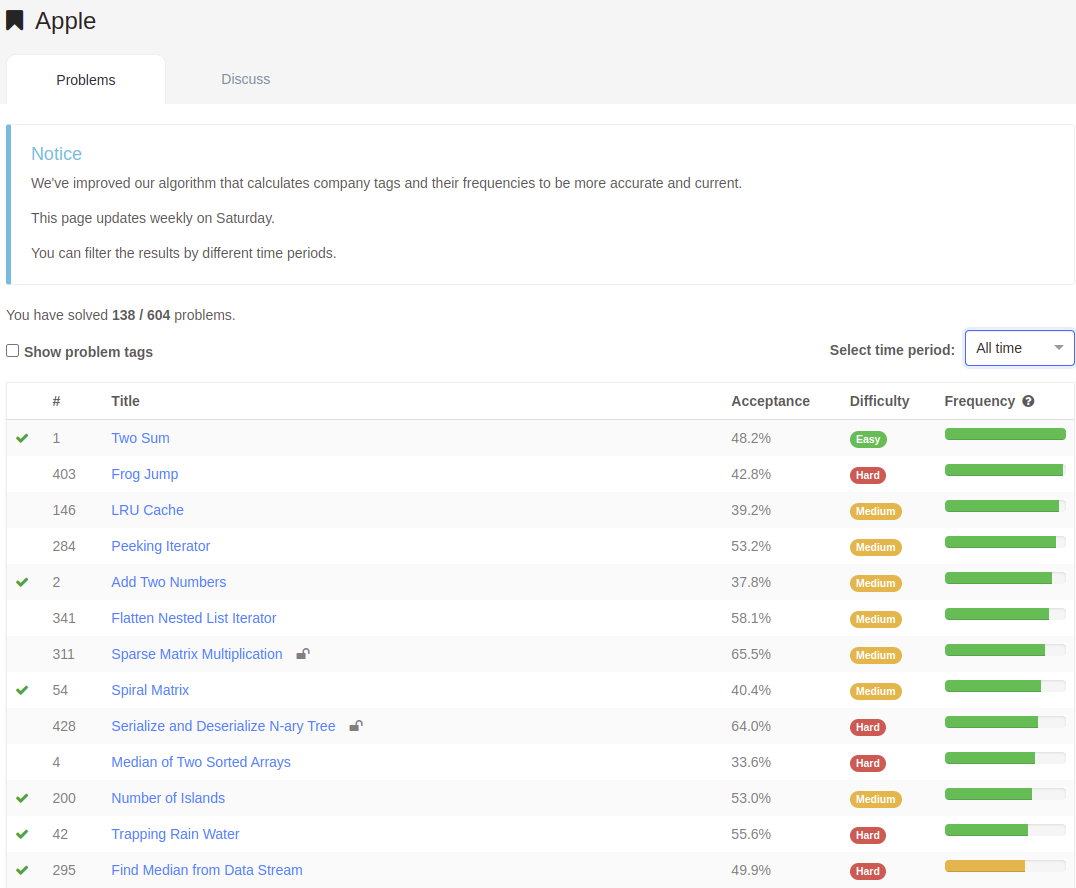 Apple
Problems Discuss
Notice
We've improved our algorithm that calculates company tags and their frequencies to be more accurate and current.
This page updates weekly on Saturday.
You can filter the results by different time periods.
You have solved 138 / 604 problems.
Show problem tags Select time period: All time
# Title Acceptance Difficulty Frequency ?
1 Two Sum 48.2% Easy
403 Frog Jump 42.8% Hard
146 LRU Cache 39.2% Medium
284 Peeking Iterator 53.2% Medium
2 Add Two Numbers 37.8% Medium
341 Flatten Nested List Iterator 58.1% Medium
311 Sparse Matrix Multiplication 65.5% Medium
54 Spiral Matrix 40.4% Medium
428 Serialize and Deserialize N-ary Tree 64.0% Hard
4 Median of Two Sorted Arrays 33.6% Hard
200 Number of Islands 53.0% Medium
42 Trapping Rain Water 55.6% Hard
295 Find Median from Data Stream 49.9% Hard